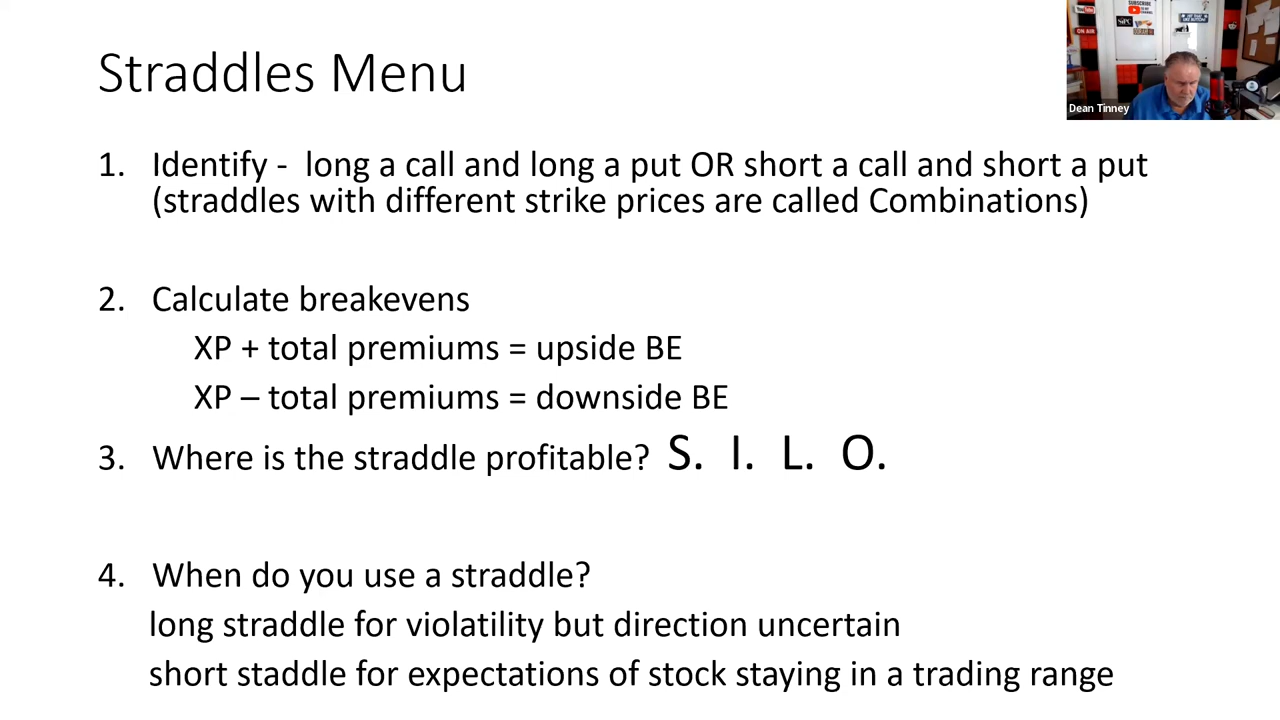 Straddles Menu
SUBSCRIBE
ON AIR
Dean Tinney
1. Identify - long a call and long a put OR short a call and short a put
(straddles with different strike prices are called Combinations)
2. Calculate breakevens
XP + total premiums = upside BE
XP – total premiums = downside BE
3. Where is the straddle profitable? S. I. L. O.
4. When do you use a straddle?
long straddle for violatility but direction uncertain
short staddle for expectations of stock staying in a trading range